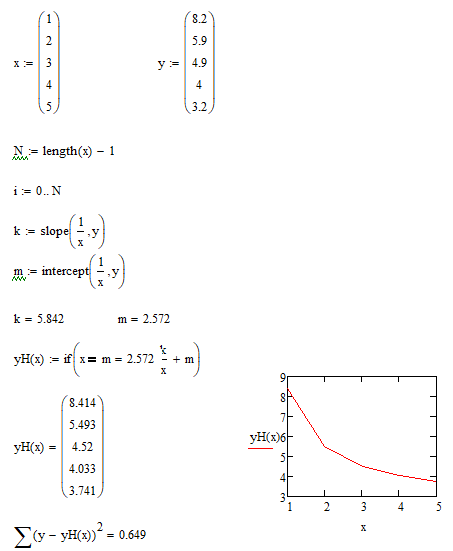 x := (1 2 3 4 5) y := (8.2 5.9 4.9 4 3.2)
N := length(x) − 1
i := 0.. N
k := slope(1/x, y)
m := intercept(1/x, y)
k = 5.842 m = 2.572
yH(x) := if(x = m = 2.572 k/x + m)
yH(x) = (8.414 5.493 4.52 4.033 3.741)
∑(y − yH(x))² = 0.649
9
8
7
yH(x) 6
5
4
3
1 2 3 4 5
x